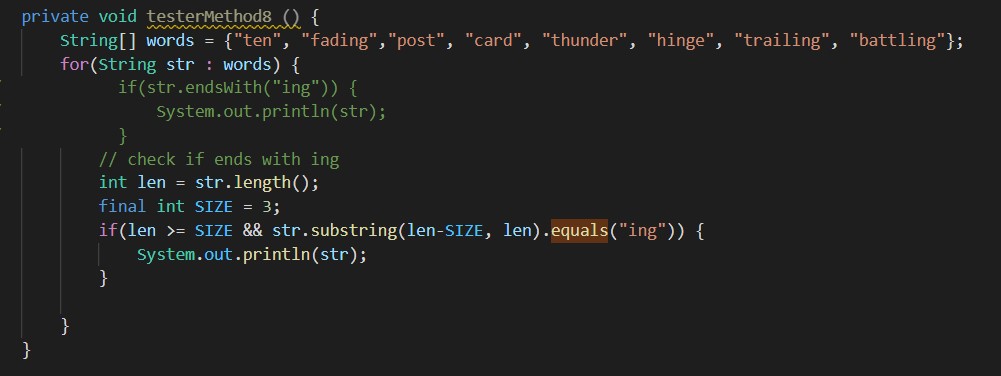 private void testerMethod8 () {
String[] words = {"ten", "fading","post", "card", "thunder", "hinge", "trailing", "battling"};
for(String str : words) {
if(str.endsWith("ing")) {
System.out.println(str);
}
// check if ends with ing
int len = str.length();
final int SIZE = 3;
if(len >= SIZE && str.substring(len-SIZE, len).equals("ing")) {
System.out.println(str);
}
}
}